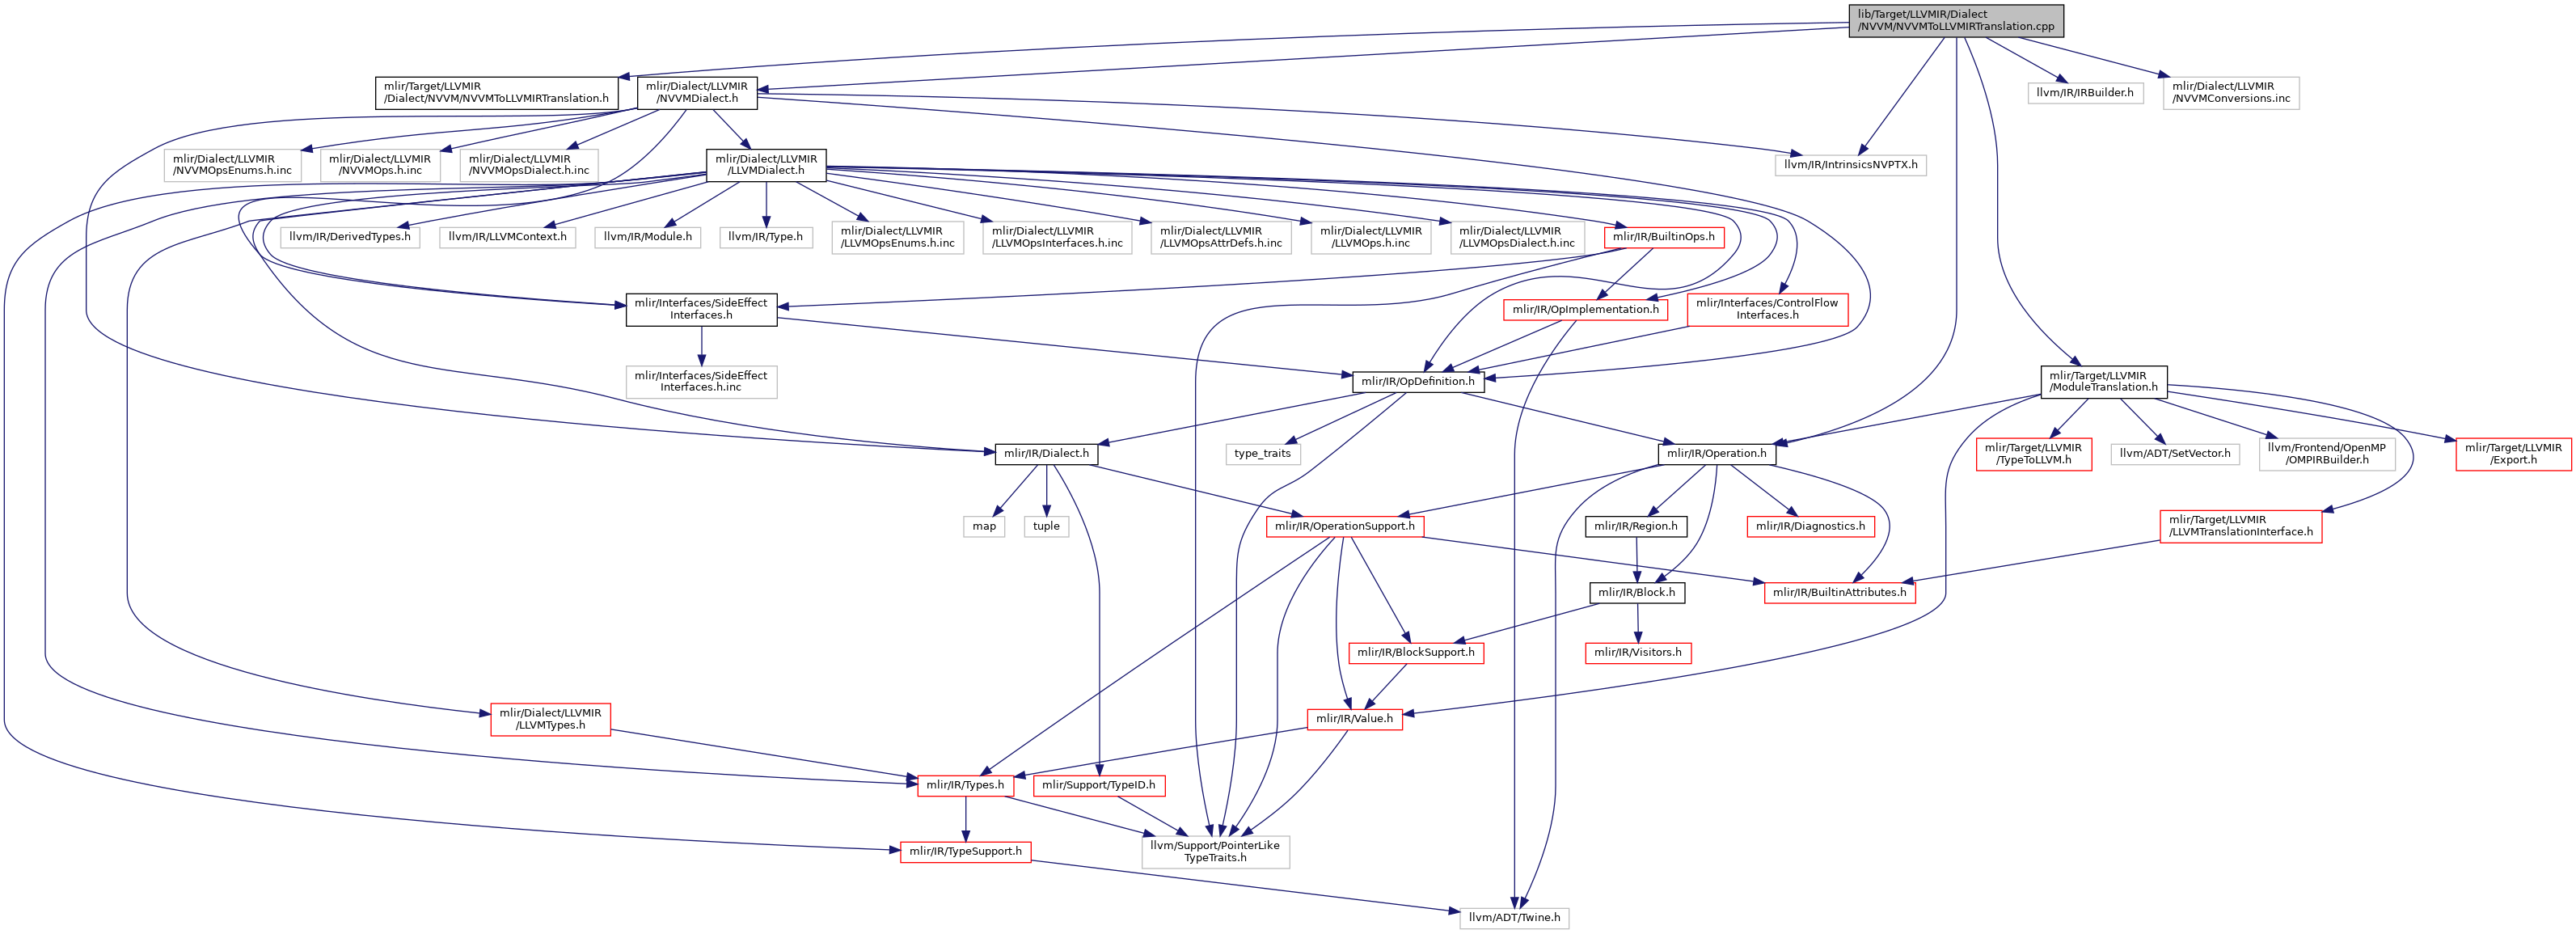 lib/Target/LLVMIR/Dialect
/NVVM/NVVMToLLVMIRTranslation.cpp
mlir/Target/LLVMIR
/Dialect/NVVM/NVVMToLLVMIRTranslation.h
mlir/Dialect/LLVMIR
/NVVMDialect.h
llvm/IR/IRBuilder.h
mlir/Dialect/LLVMIR
/NVVMConversions.inc
mlir/Dialect/LLVMIR
/NVVMOpsEnums.h.inc
mlir/Dialect/LLVMIR
/NVVMOps.h.inc
mlir/Dialect/LLVMIR
/NVVMOpsDialect.h.inc
mlir/Dialect/LLVMIR
/LLVMDialect.h
llvm/IR/IntrinsicsNVPTX.h
llvm/IR/DerivedTypes.h
llvm/IR/LLVMContext.h
llvm/IR/Module.h
llvm/IR/Type.h
mlir/Dialect/LLVMIR
/LLVMOpsEnums.h.inc
mlir/Dialect/LLVMIR
/LLVMOpsInterfaces.h.inc
mlir/Dialect/LLVMIR
/LLVMOpsAttrDefs.h.inc
mlir/Dialect/LLVMIR
/LLVMOps.h.inc
mlir/Dialect/LLVMIR
/LLVMOpsDialect.h.inc
mlir/IR/BuiltinOps.h
mlir/Interfaces/SideEffect
Interfaces.h
mlir/IR/OpImplementation.h
mlir/Interfaces/ControlFlow
Interfaces.h
mlir/Interfaces/SideEffect
Interfaces.h.inc
mlir/IR/OpDefinition.h
mlir/Target/LLVMIR
/ModuleTranslation.h
mlir/IR/Dialect.h
type_traits
mlir/IR/Operation.h
mlir/Target/LLVMIR
/TypeToLLVM.h
llvm/ADT/SetVector.h
llvm/Frontend/OpenMP
/OMPIRBuilder.h
mlir/Target/LLVMIR
/Export.h
map
tuple
mlir/IR/OperationSupport.h
mlir/IR/Region.h
mlir/IR/Diagnostics.h
mlir/Target/LLVMIR
/LLVMTranslationInterface.h
mlir/IR/Block.h
mlir/IR/BuiltinAttributes.h
mlir/IR/BlockSupport.h
mlir/IR/Visitors.h
mlir/Dialect/LLVMIR
/LLVMTypes.h
mlir/IR/Value.h
mlir/IR/Types.h
mlir/Support/TypeID.h
mlir/IR/TypeSupport.h
llvm/Support/PointerLike
TypeTraits.h
llvm/ADT/Twine.h